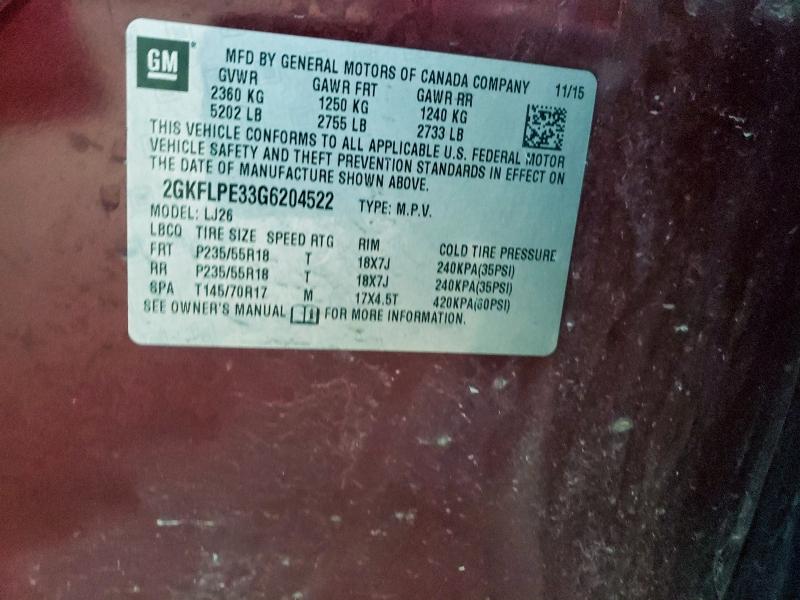 GM
MFD BY GENERAL MOTORS OF CANADA COMPANY 11/15
GVWR GAWR FRT GAWR RR
2360 KG 1250 KG 1240 KG
5202 LB 2755 LB 2733 LB
THIS VEHICLE CONFORMS TO ALL APPLICABLE U.S. FEDERAL MOTOR
VEHICLE SAFETY AND THEFT PREVENTION STANDARDS IN EFFECT ON
THE DATE OF MANUFACTURE SHOWN ABOVE.
2GKFLPE33G6204522 TYPE: M.P.V.
MODEL: LJ26
LBCQ TIRE SIZE SPEED RTG RIM COLD TIRE PRESSURE
FRT P235/55R18 T 18X7J 240KPA(35PSI)
RR P235/55R18 T 18X7J 240KPA(35PSI)
SPA T145/70R17 M 17X4.5T 420KPA(60PSI)
SEE OWNER'S MANUAL FOR MORE INFORMATION.